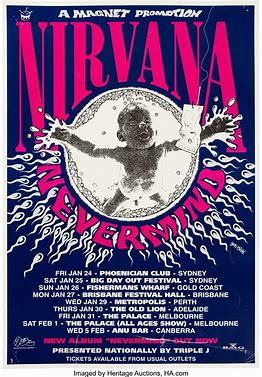 A MAGNET PROMOTION
NIRVANA
NEVERMIND
FRI JAN 24 - PHOENICIAN CLUB - SYDNEY
SAT JAN 25 - BIG DAY OUT FESTIVAL - SYDNEY
SUN JAN 26 - FISHERMANS WHARF - GOLD COAST
MON JAN 27 - BRISBANE FESTIVAL HALL - BRISBANE
WED JAN 29 - METROPOLIS - PERTH
THURS JAN 30 - THE OLD LION - ADELAIDE
FRI JAN 31 - THE PALACE - MELBOURNE
SAT FEB 1 - THE PALACE (ALL AGES SHOW) - MELBOURNE
WED 5 FEB - ANU BAR - CANBERRA
NEW ALBUM "NEVERMIND" OUT NOW
PRESENTED NATIONALLY BY TRIPLE J
TICKETS AVAILABLE FROM USUAL OUTLETS
BMG
Imaged by Heritage Auctions, HA.com